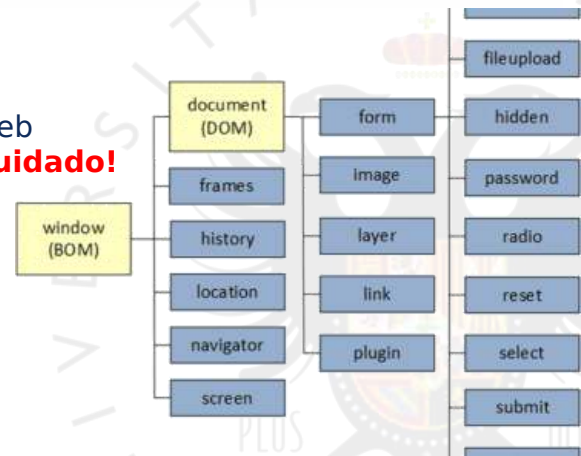 eb
uidado!
window
(BOM)
document
(DOM)
frames
history
location
navigator
screen
form
image
layer
link
plugin
fileupload
hidden
password
radio
reset
select
submit
PLUS